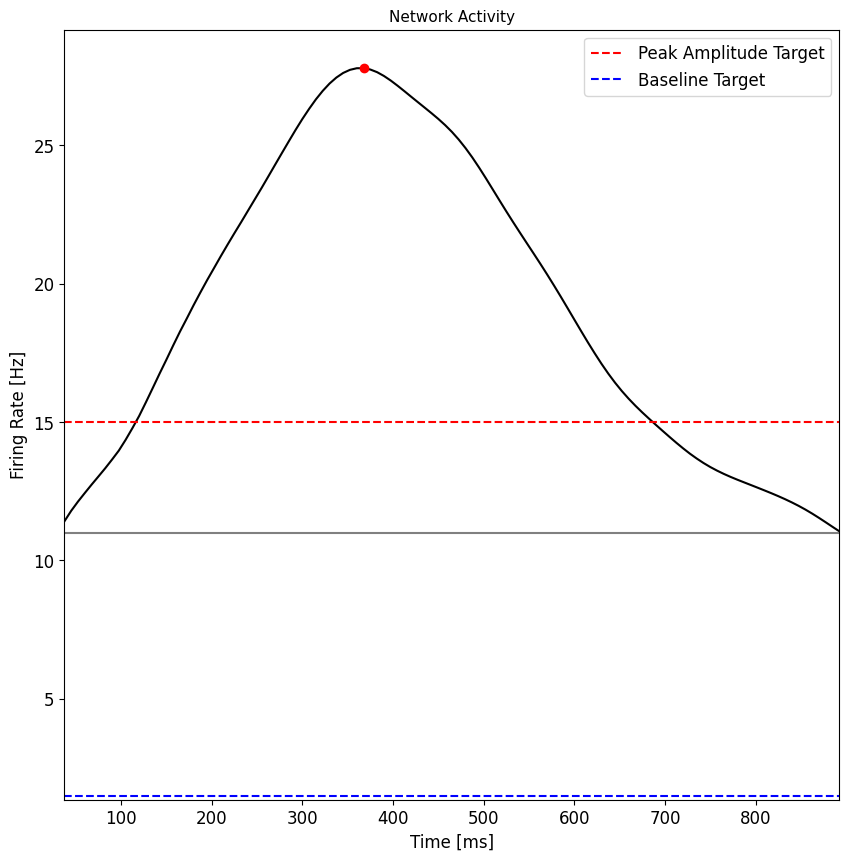 Network Activity
Peak Amplitude Target
Baseline Target
Firing Rate [Hz]
25
20
15
10
5
100 200 300 400 500 600 700 800
Time [ms]